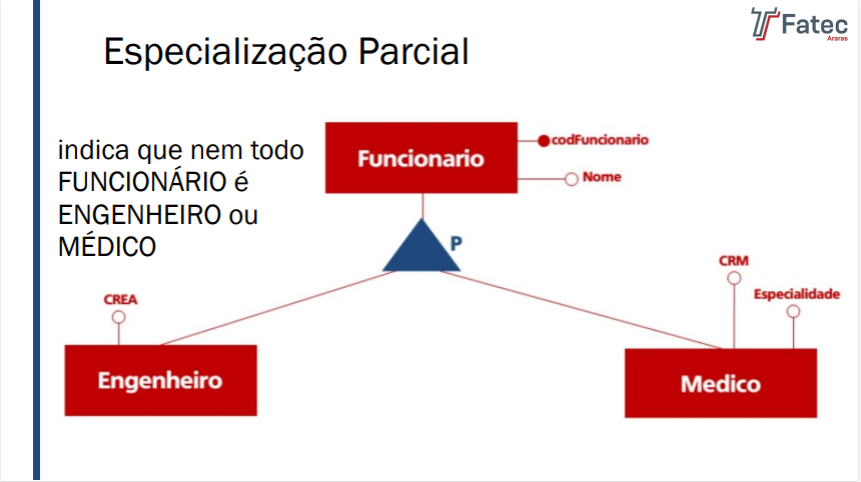 Especialização Parcial
Fatec
Araras
indica que nem todo
FUNCIONÁRIO é
ENGENHEIRO ou
MÉDICO
Funcionario
codFuncionario
Nome
P
CREA
Engenheiro
CRM
Especialidade
Medico